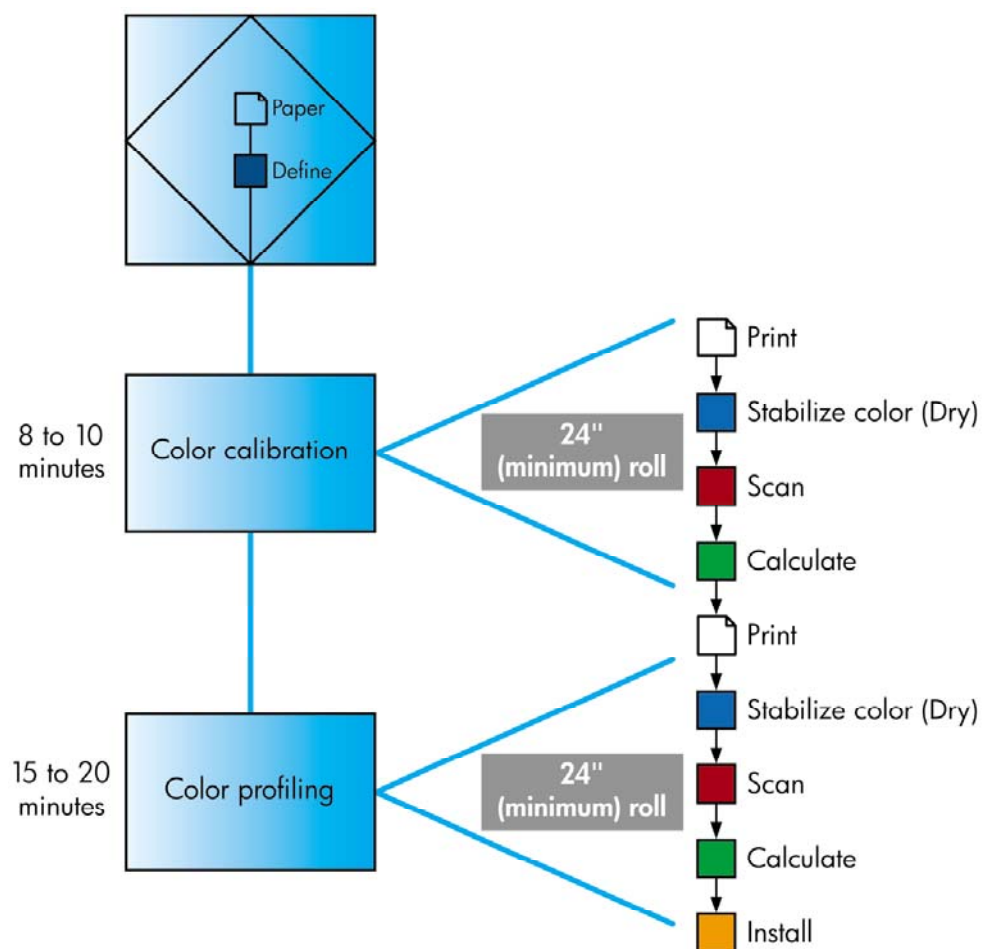 Paper
Define
8 to 10
minutes
Color calibration
24"
(minimum) roll
Print
Stabilize color (Dry)
Scan
Calculate
Print
Stabilize color (Dry)
Scan
Calculate
Install
15 to 20
minutes
Color profiling
24"
(minimum) roll